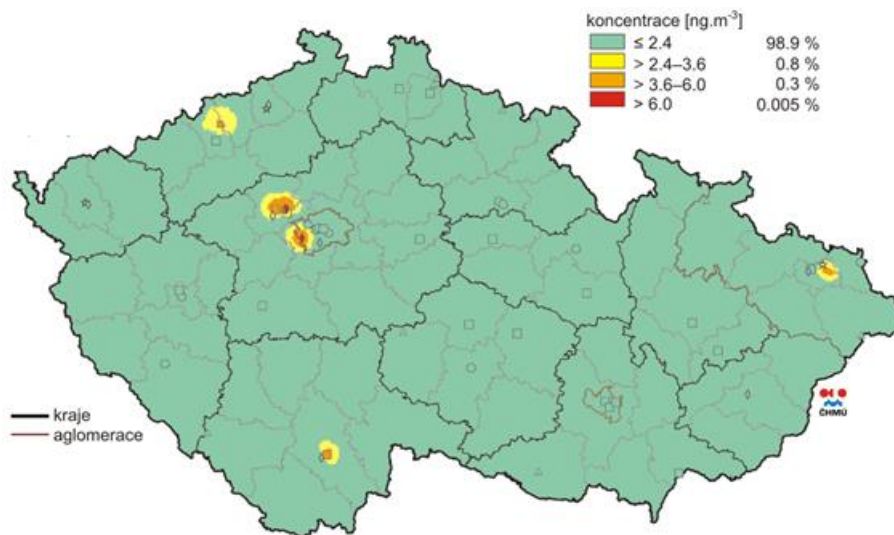 koncentrace [ng.m⁻³]
≤ 2.4 98.9 %
> 2.4–3.6 0.8 %
> 3.6–6.0 0.3 %
> 6.0 0.005 %
ČHMÚ
kraje
aglomerace